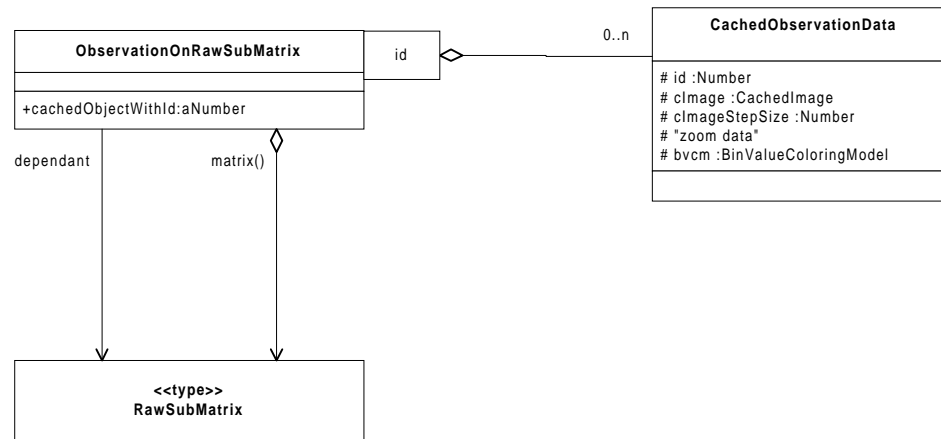 ObservationOnRawSubMatrix
+cachedObjectWithId:aNumber
id
0..n
CachedObservationData
# id :Number
# cImage :CachedImage
# cImageStepSize :Number
# "zoom data"
# bvcm :BinValueColoringModel
dependant
matrix()
<<type>>
RawSubMatrix